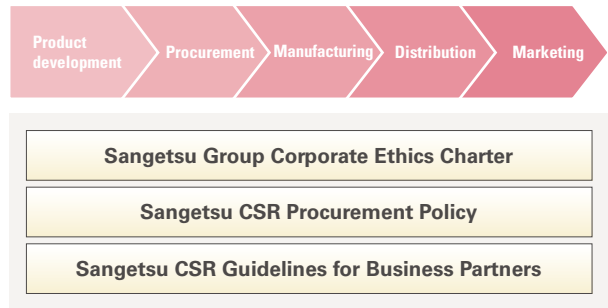 Product
development
Procurement
Manufacturing
Distribution
Marketing
Sangetsu Group Corporate Ethics Charter
Sangetsu CSR Procurement Policy
Sangetsu CSR Guidelines for Business Partners